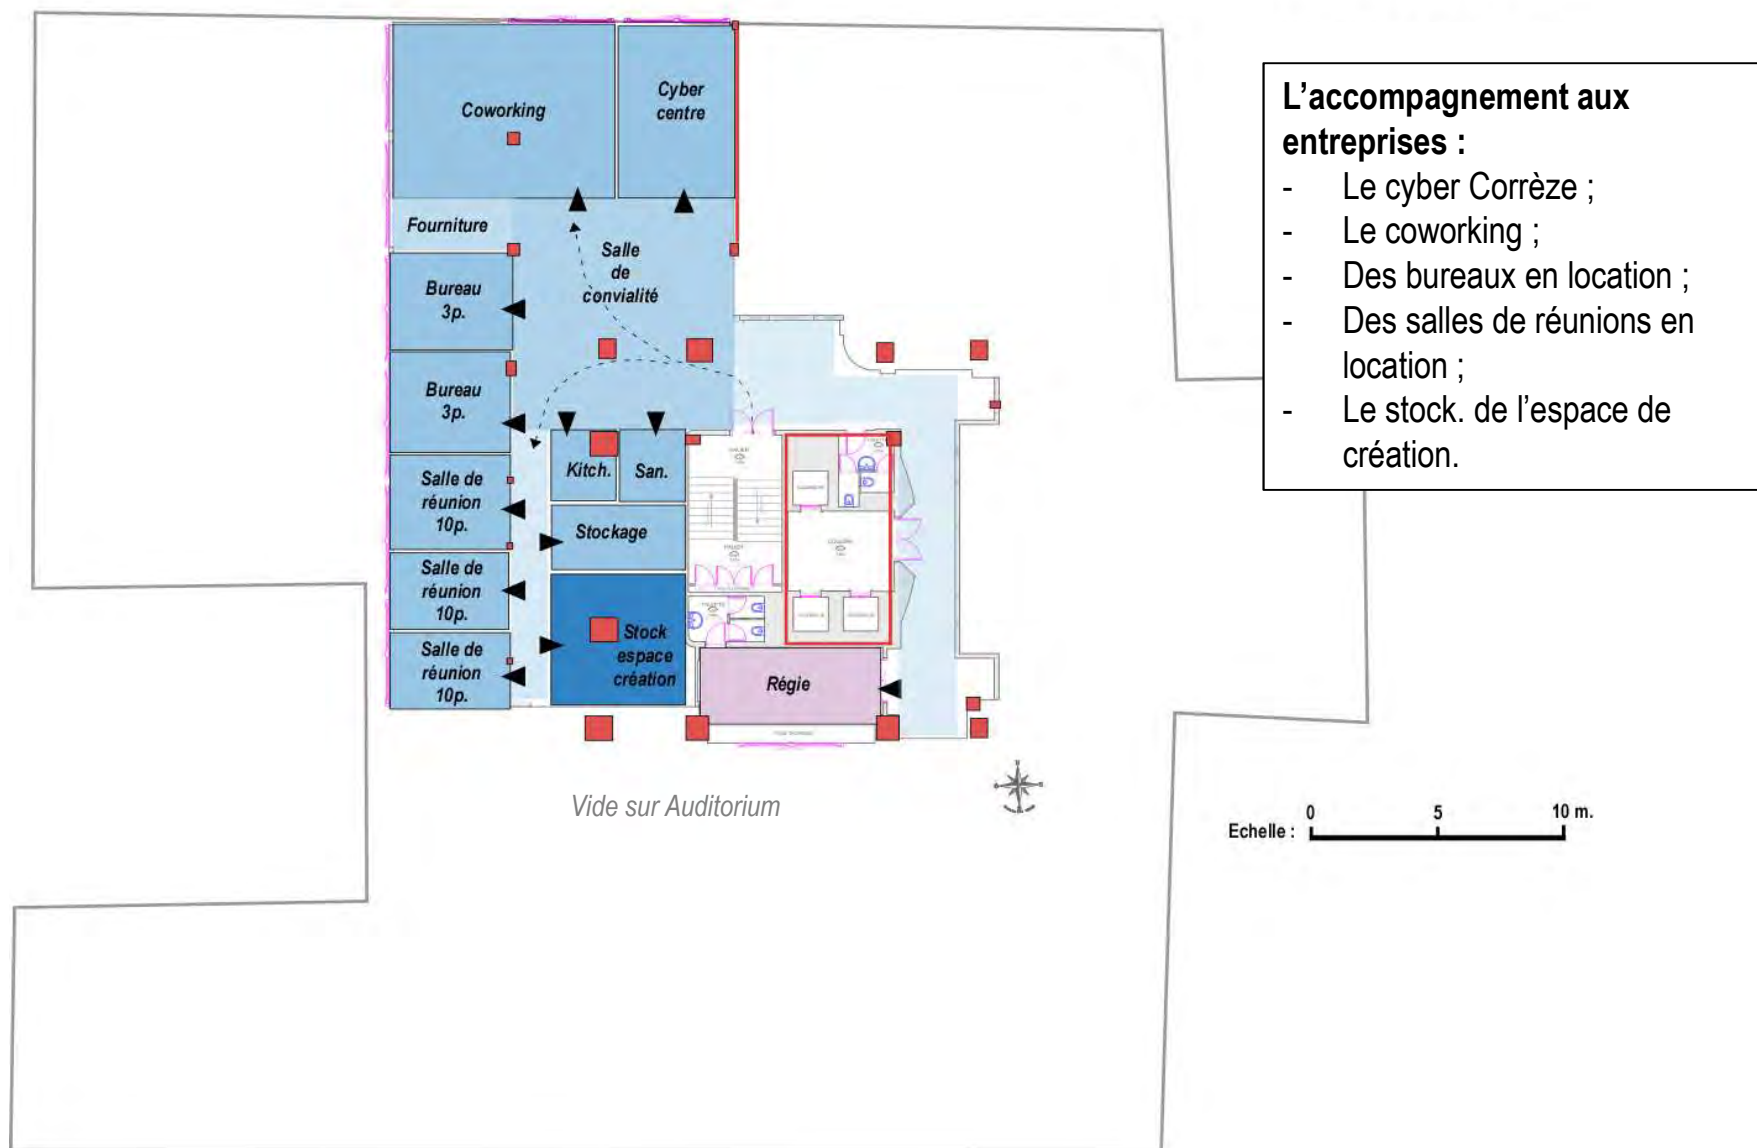 Coworking
Cyber
centre
Fourniture
Salle
de
convialité
Bureau
3p.
Bureau
3p.
Salle de
réunion
10p.
Salle de
réunion
10p.
Salle de
réunion
10p.
Kitch.
San.
Stockage
Stock
espace
création
Régie
Vide sur Auditorium
L'accompagnement aux
entreprises :
- Le cyber Corrèze ;
- Le coworking ;
- Des bureaux en location ;
- Des salles de réunions en
location ;
- Le stock. de l'espace de
création.
Echelle :
0 5 10 m.